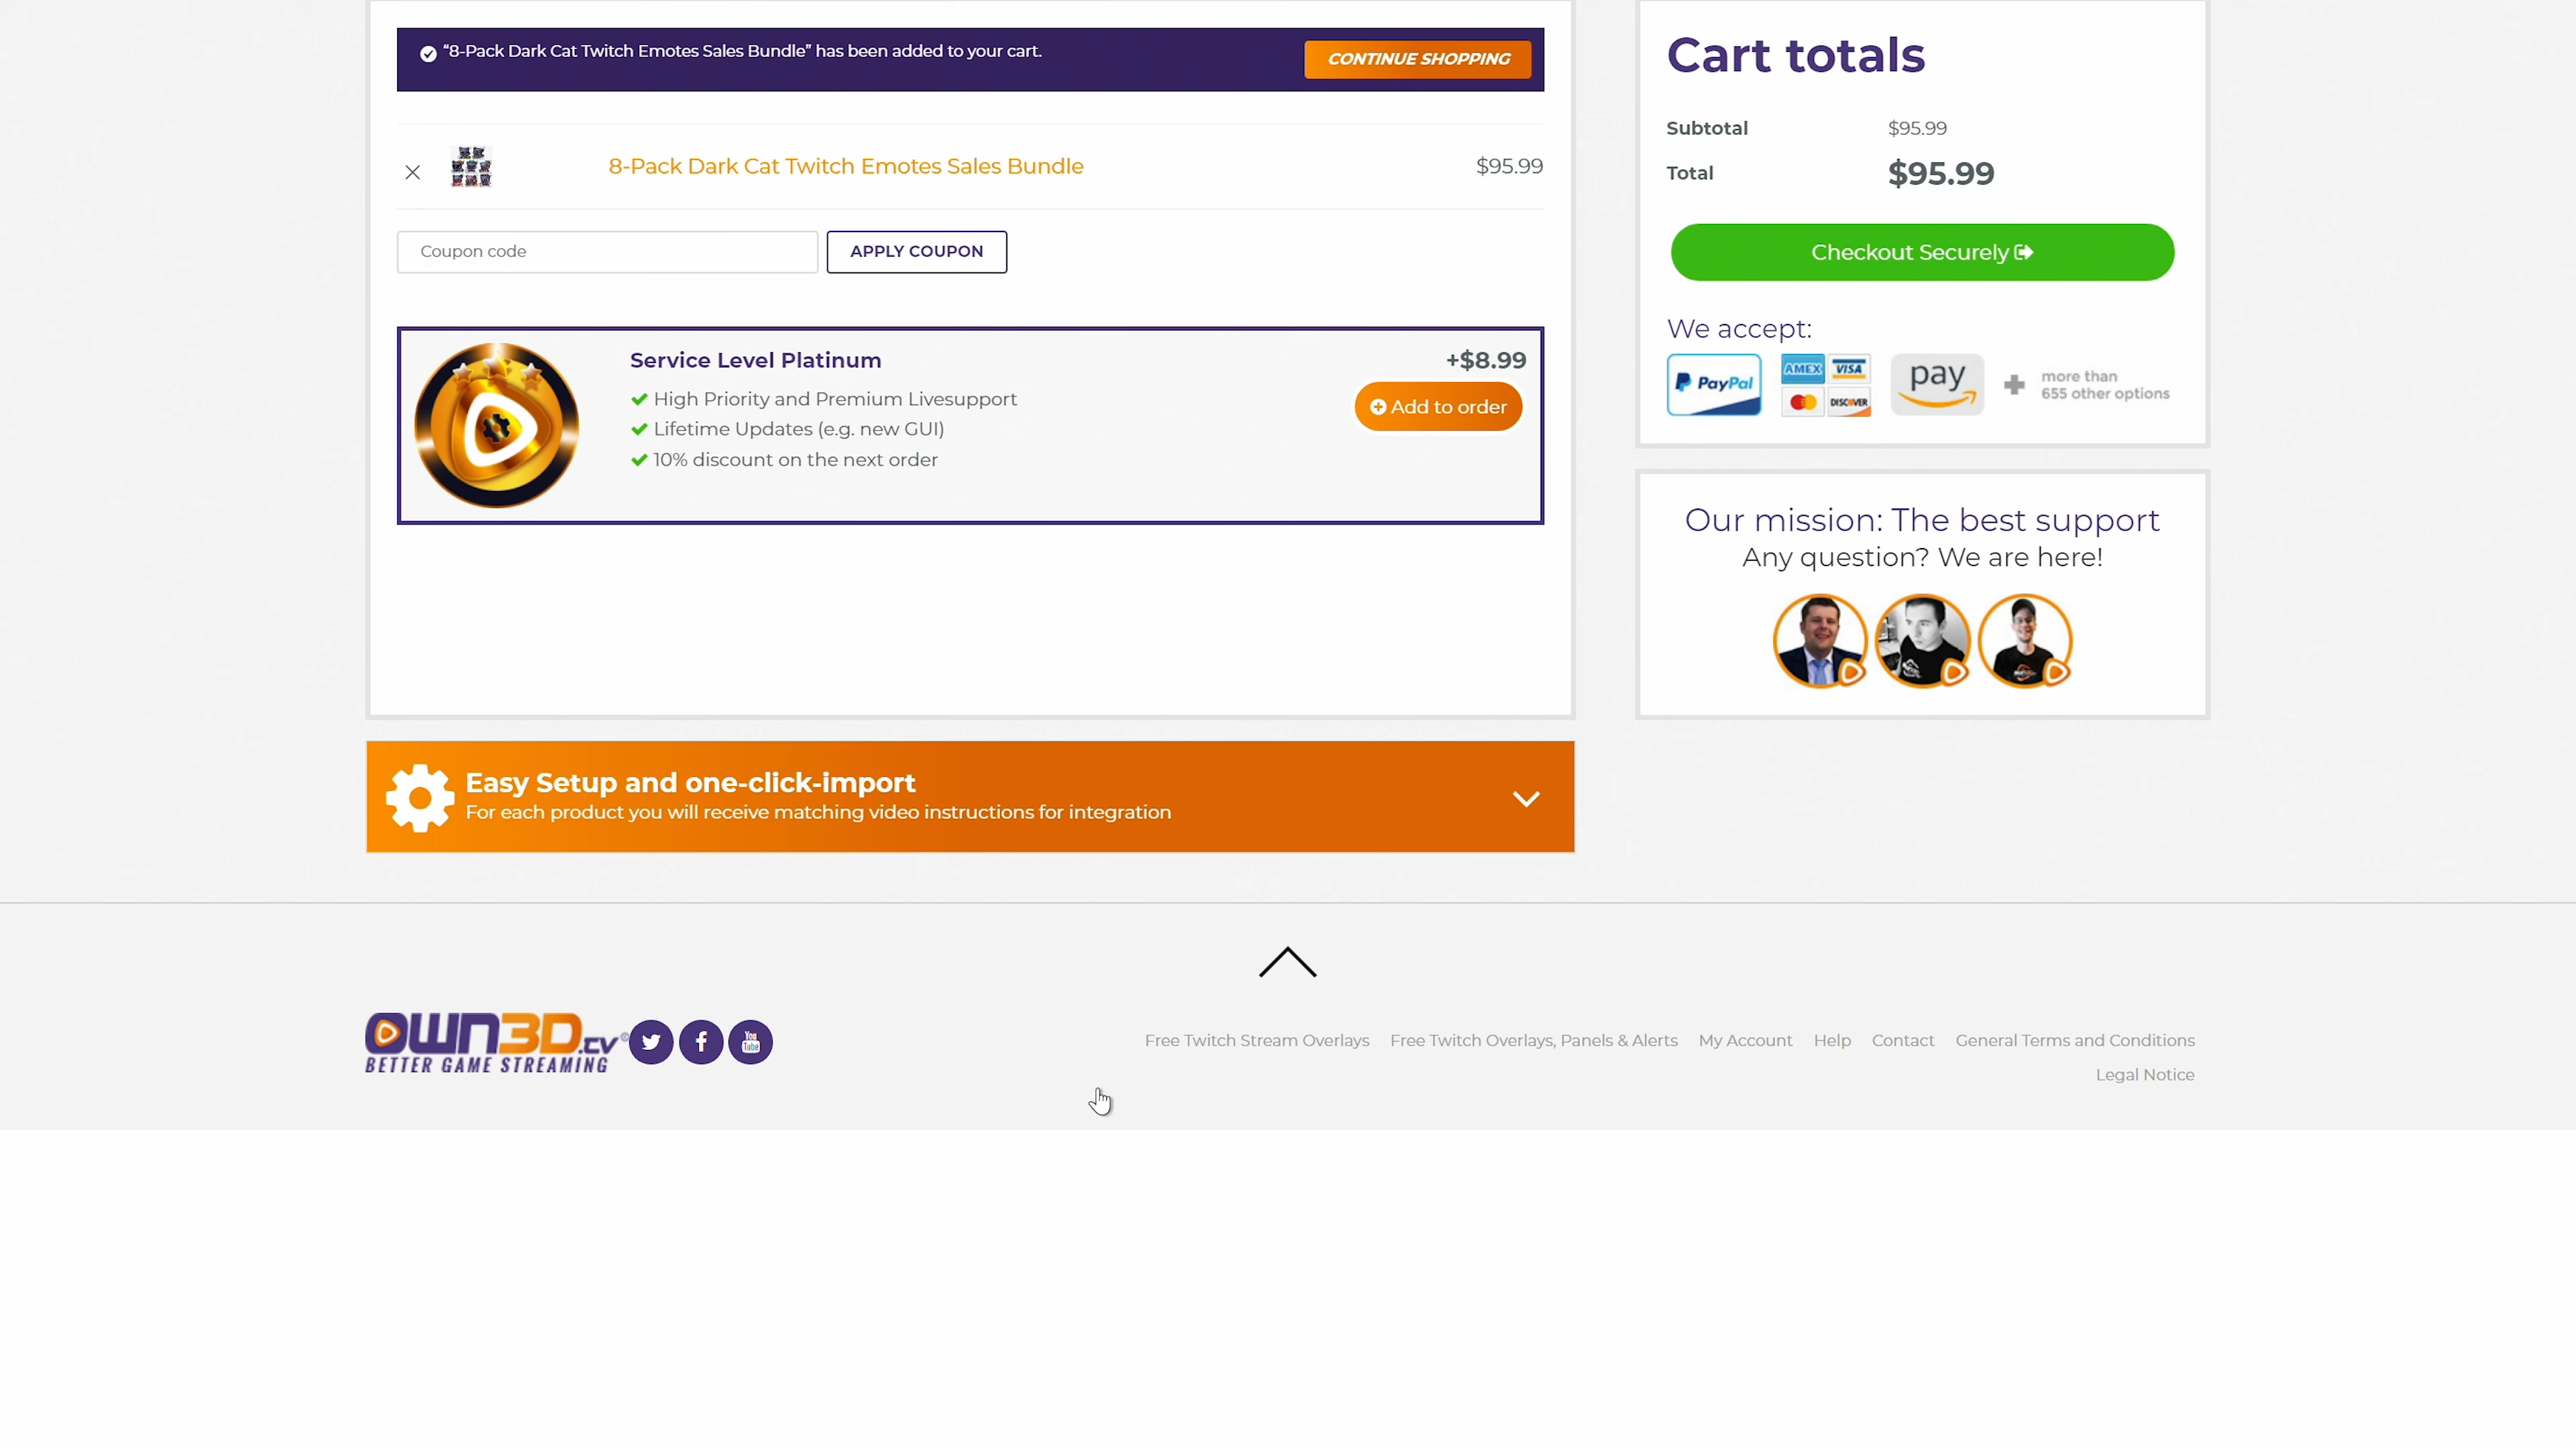 “8-Pack Dark Cat Twitch Emotes Sales Bundle” has been added to your cart.
CONTINUE SHOPPING
8-Pack Dark Cat Twitch Emotes Sales Bundle
$95.99
Coupon code
APPLY COUPON
Service Level Platinum
+$8.99
High Priority and Premium Livesupport
Add to order
Lifetime Updates (e.g. new GUI)
10% discount on the next order
Cart totals
Subtotal $95.99
Total $95.99
Checkout Securely
We accept:
PayPal
AMEX VISA
DISCOVER
pay
more than
655 other options
Our mission: The best support
Any question? We are here!
Easy Setup and one-click-import
For each product you will receive matching video instructions for integration
OWN3D.tv
BETTER GAME STREAMING
You
Tube
Free Twitch Stream Overlays Free Twitch Overlays, Panels & Alerts My Account Help Contact General Terms and Conditions
Legal Notice